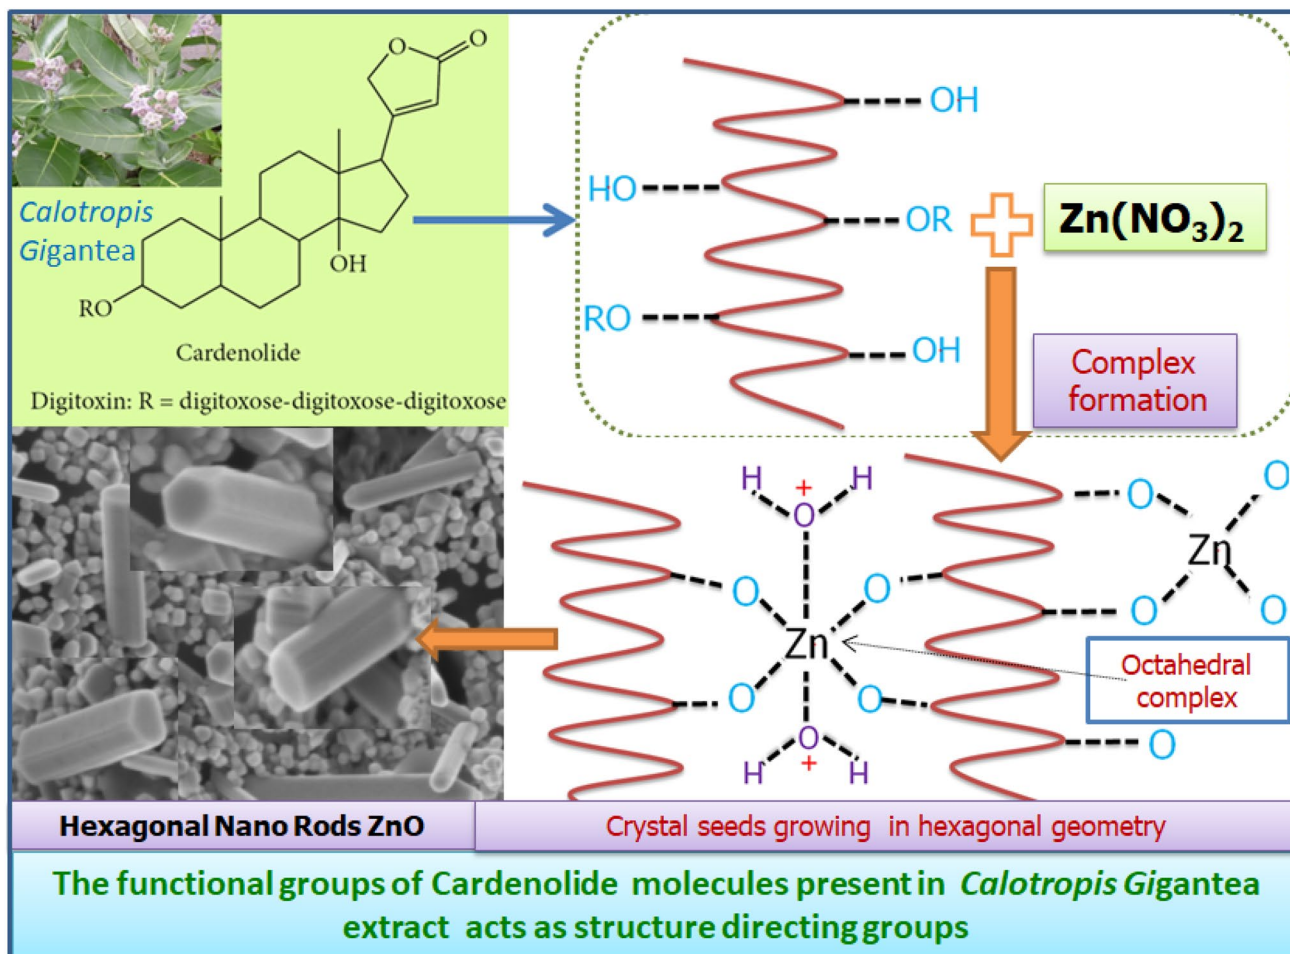 Calotropis
Gigantea
O
O
OH
RO
Cardenolide
Digitoxin: R = digitoxose-digitoxose-digitoxose
OH
HO
OR
RO
OH
Zn(NO₃)₂
Complex
formation
H
+
H
O
O
O
Zn
O
O
O
H
+
H
O
O
Zn
O
O
O
Octahedral
complex
Hexagonal Nano Rods ZnO
Crystal seeds growing in hexagonal geometry
The functional groups of Cardenolide molecules present in Calotropis Gigantea
extract acts as structure directing groups